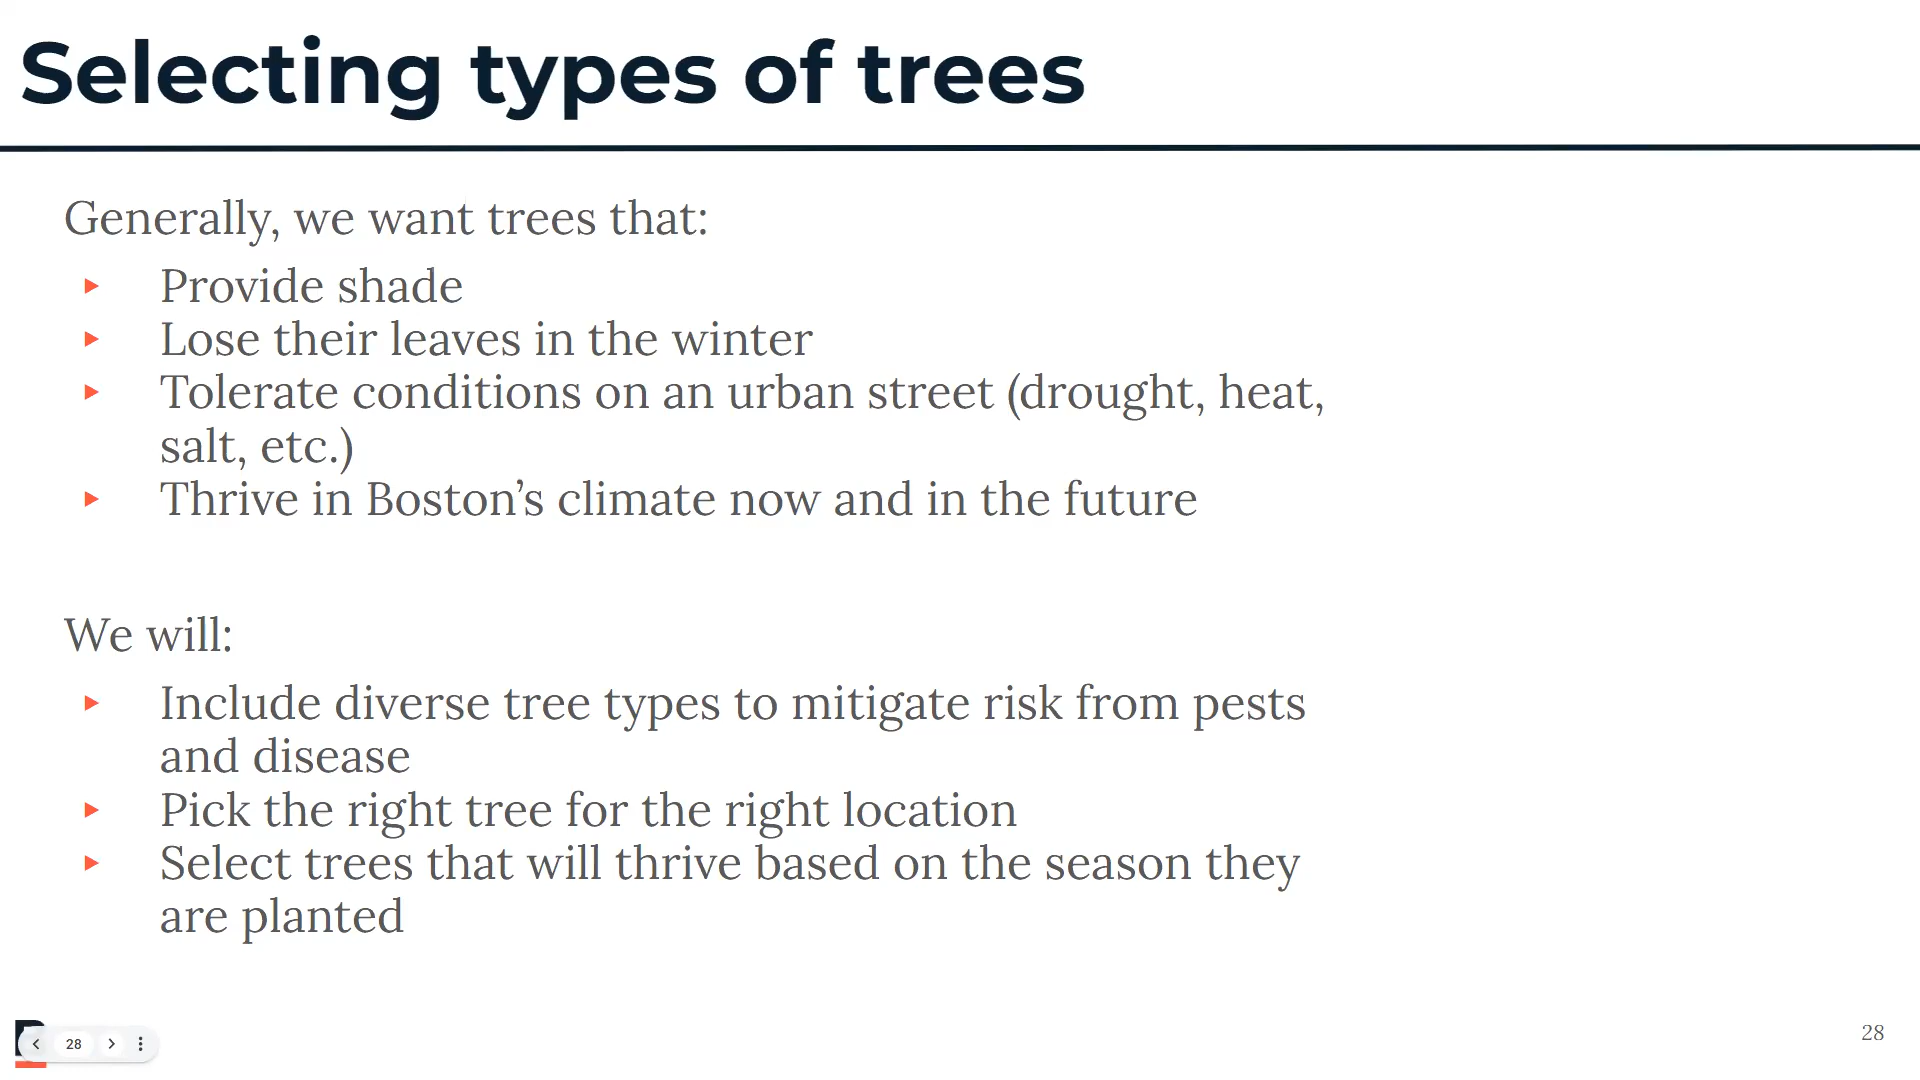 Selecting types of trees
Generally, we want trees that:
▸ Provide shade
▸ Lose their leaves in the winter
▸ Tolerate conditions on an urban street (drought, heat,
salt, etc.)
▸ Thrive in Boston’s climate now and in the future
We will:
▸ Include diverse tree types to mitigate risk from pests
and disease
▸ Pick the right tree for the right location
▸ Select trees that will thrive based on the season they
are planted
28
28